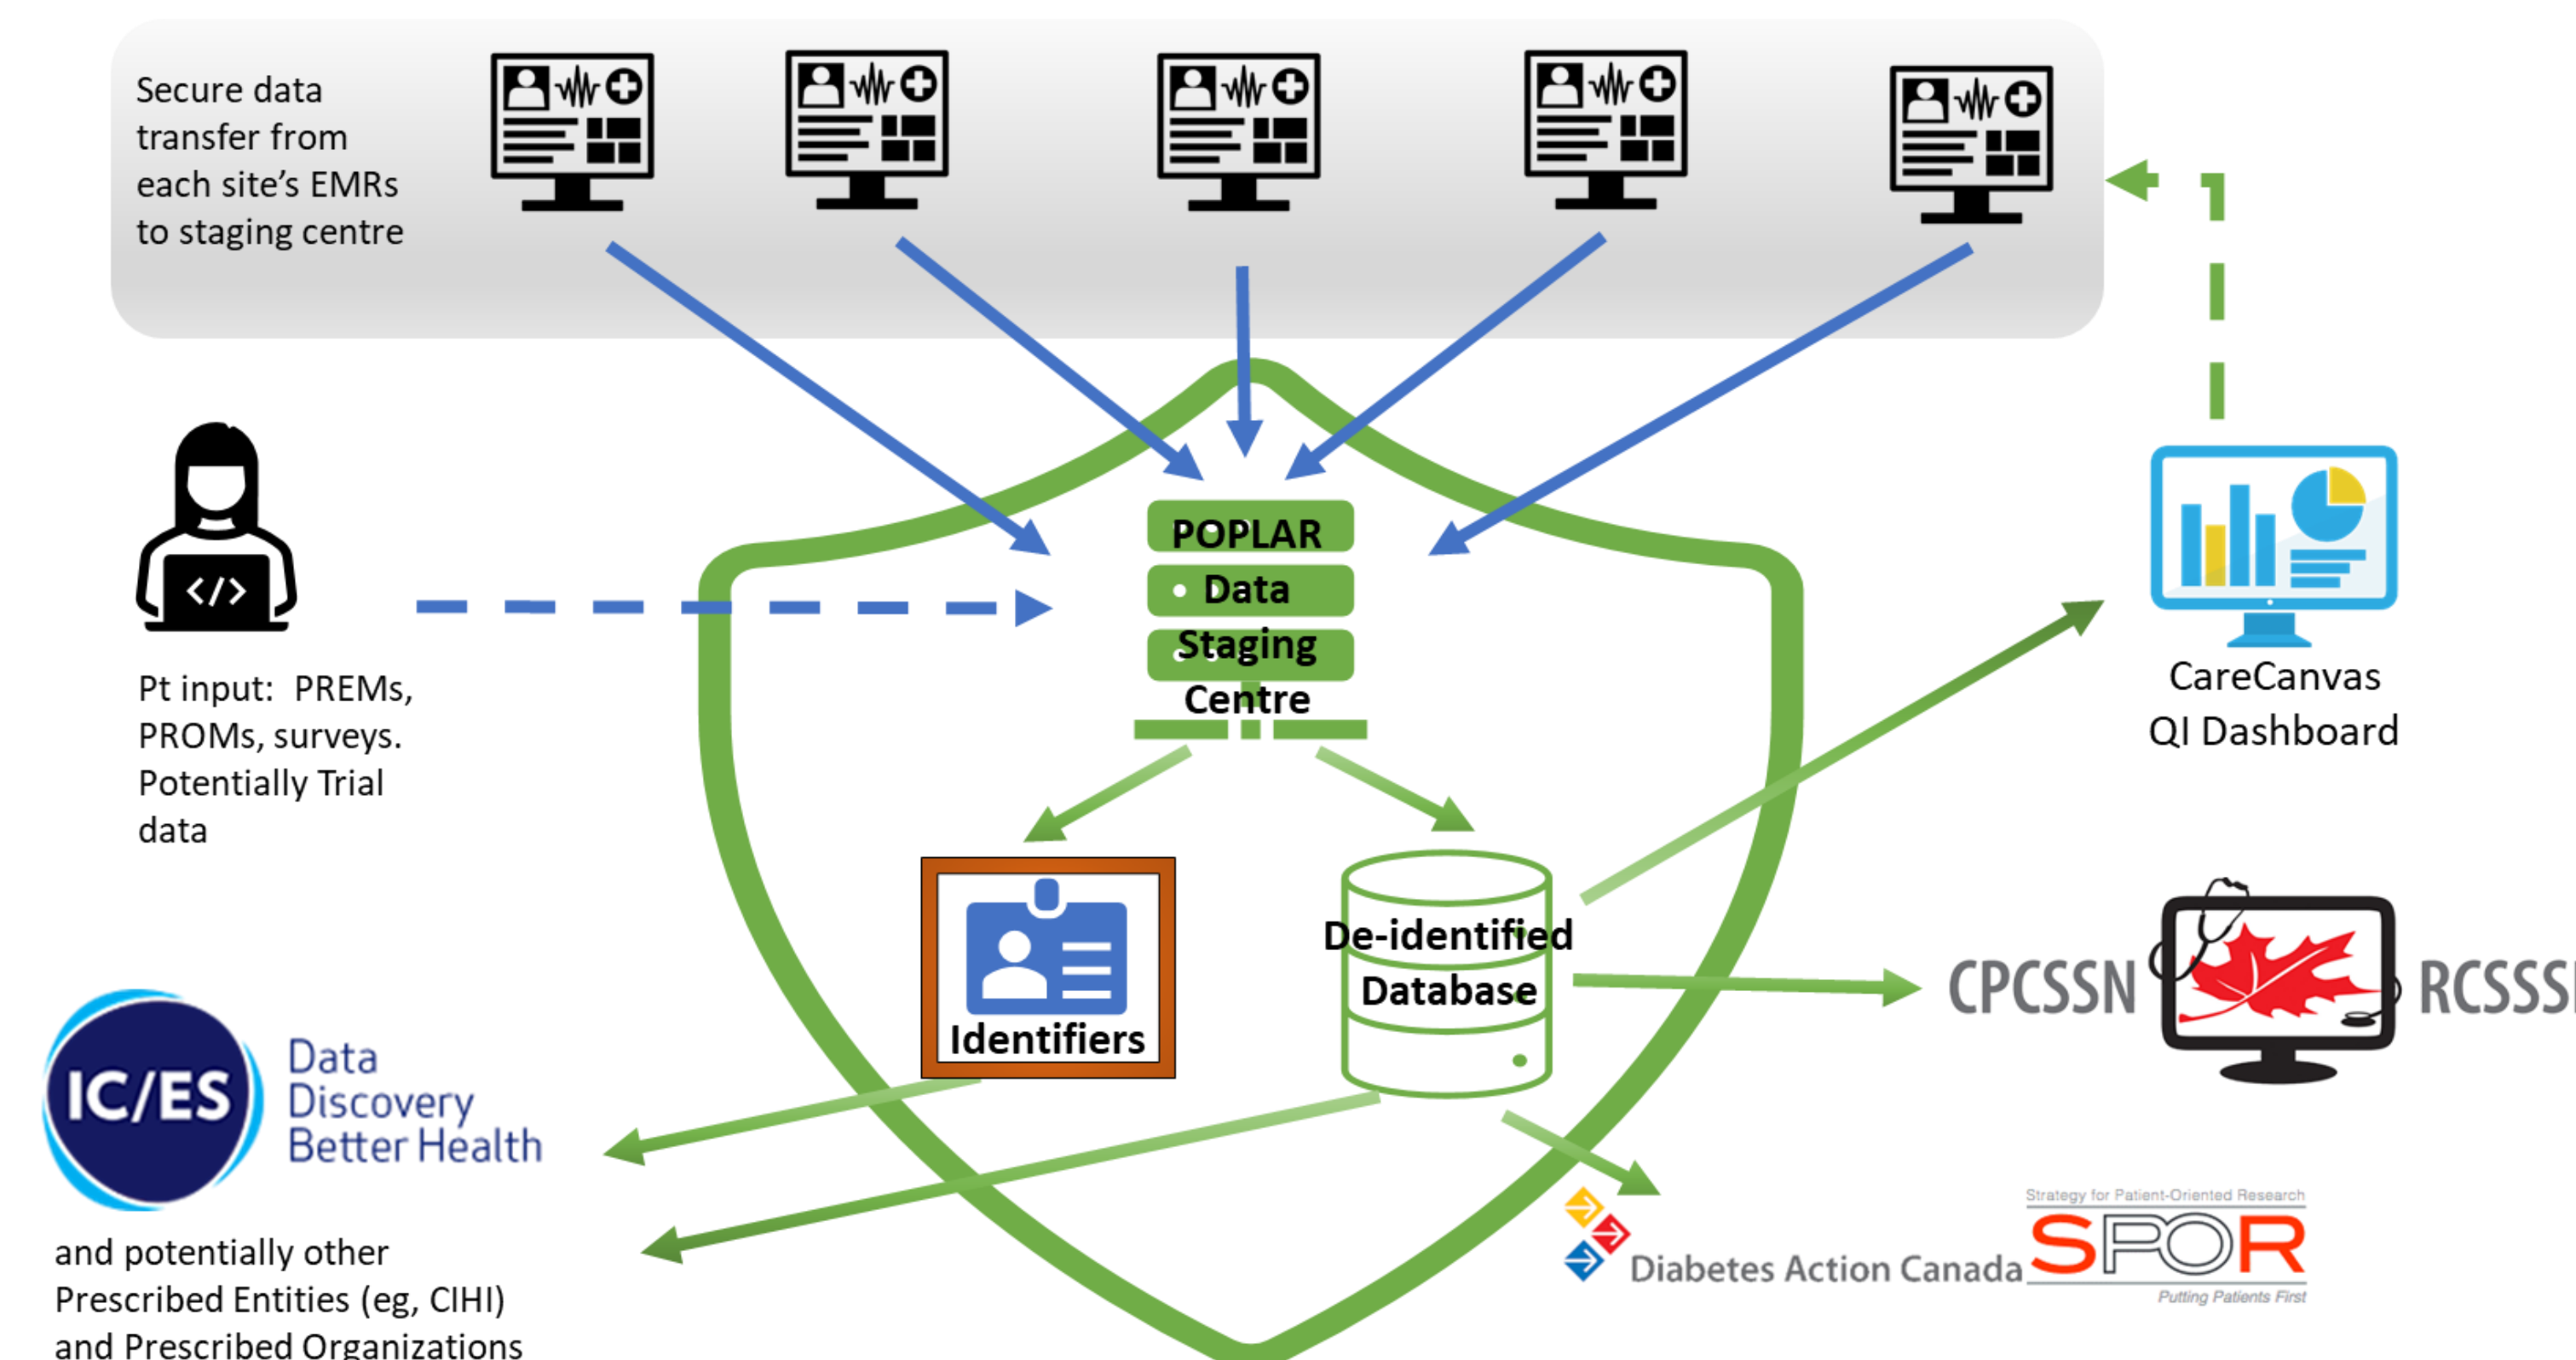 Secure data
transfer from
each site's EMRs
to staging centre
POPLAR
Data
Staging
Centre
</>
Pt input: PREMs,
PROMs, surveys.
Potentially Trial
data
CareCanvas
QI Dashboard
Identifiers
De-identified
Database
CPCSSN
IC/ES
Data
Discovery
Better Health
and potentially other
Prescribed Entities (eg, CIHI)
and Prescribed Organizations
Diabetes Action Canada
Strategy for Patient-Oriented Research
SPOR
Putting Patients First